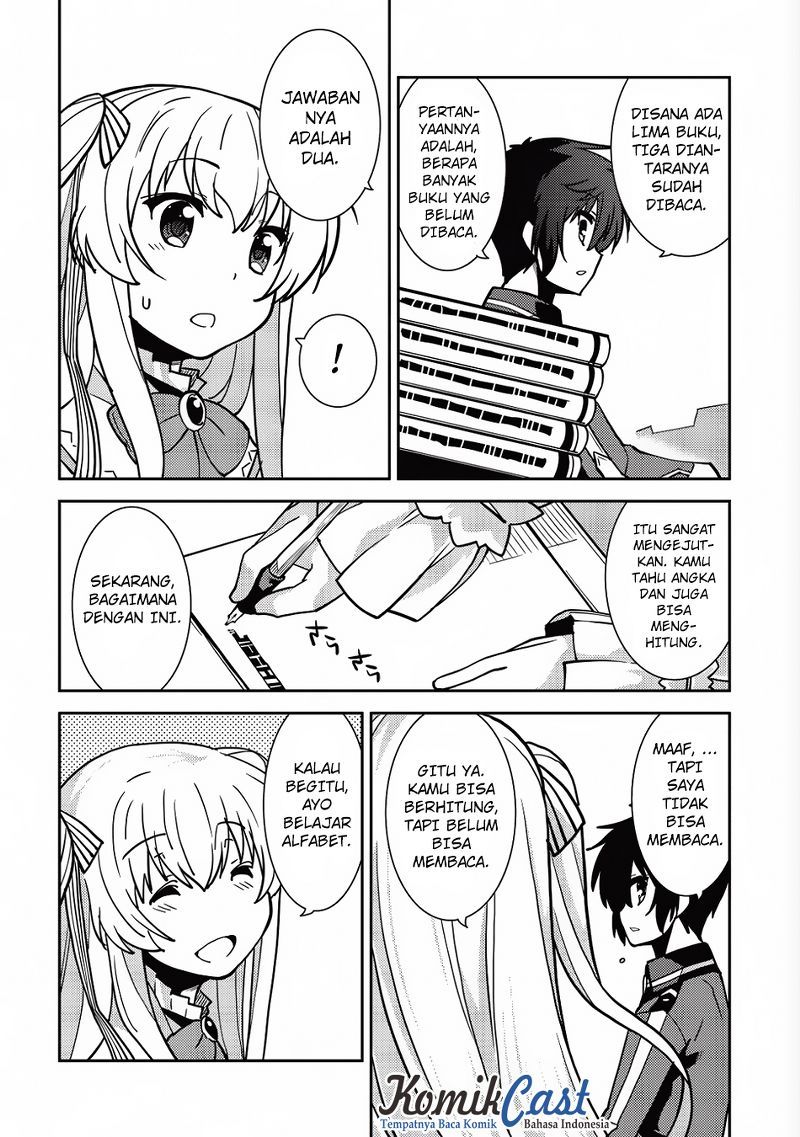 DISANA ADA
LIMA BUKU,
TIGA DIAN-
TARANYA
SUDAH
DIBACA.
PERTAN-
YAANNYA
ADALAH,
BERAPA
BANYAK
BUKU YANG
BELUM
DIBACA.
JAWABAN
NYA
ADALAH
DUA.
!
ITU SANGAT
MENGEJUT-
KAN. KAMU
TAHU ANGKA
DAN JUGA
BISA
MENG-
HITUNG.
さらさら
SEKARANG,
BAGAIMANA
DENGAN INI.
MAAF, ...
TAPI
SAYA
TIDAK
BISA
MEMBACA.
GITU YA.
KAMU BISA
BERHITUNG,
TAPI BELUM
BISA
MEMBACA.
KALAU
BEGITU,
AYO
BELAJAR
ALFABET.
KomikCast
Tempatnya Baca Komik Bahasa Indonesia